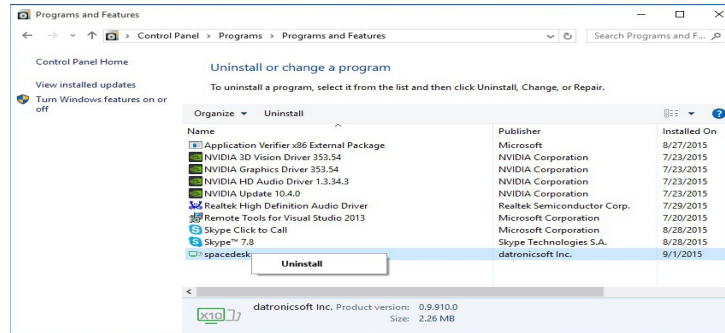 Programs and Features
Control Panel > Programs > Programs and Features
Search Programs and F...
Control Panel Home
View installed updates
Turn Windows features on or
off
Uninstall or change a program
To uninstall a program, select it from the list and then click Uninstall, Change, or Repair.
Organize Uninstall
Name Publisher Installed On
Application Verifier x86 External Package Microsoft 8/27/2015
NVIDIA 3D Vision Driver 353.54 NVIDIA Corporation 7/23/2015
NVIDIA Graphics Driver 353.54 NVIDIA Corporation 7/23/2015
NVIDIA HD Audio Driver 1.3.34.3 NVIDIA Corporation 7/23/2015
NVIDIA Update 10.4.0 NVIDIA Corporation 7/23/2015
Realtek High Definition Audio Driver Realtek Semiconductor Corp. 7/29/2015
Remote Tools for Visual Studio 2013 Microsoft Corporation 7/20/2015
Skype Click to Call Microsoft Corporation 8/28/2015
Skype™ 7.8 Skype Technologies S.A. 8/28/2015
spacedesk datronicsoft Inc. 9/1/2015
Uninstall
X10
datronicsoft Inc. Product version: 0.9.910.0
Size: 2.26 MB